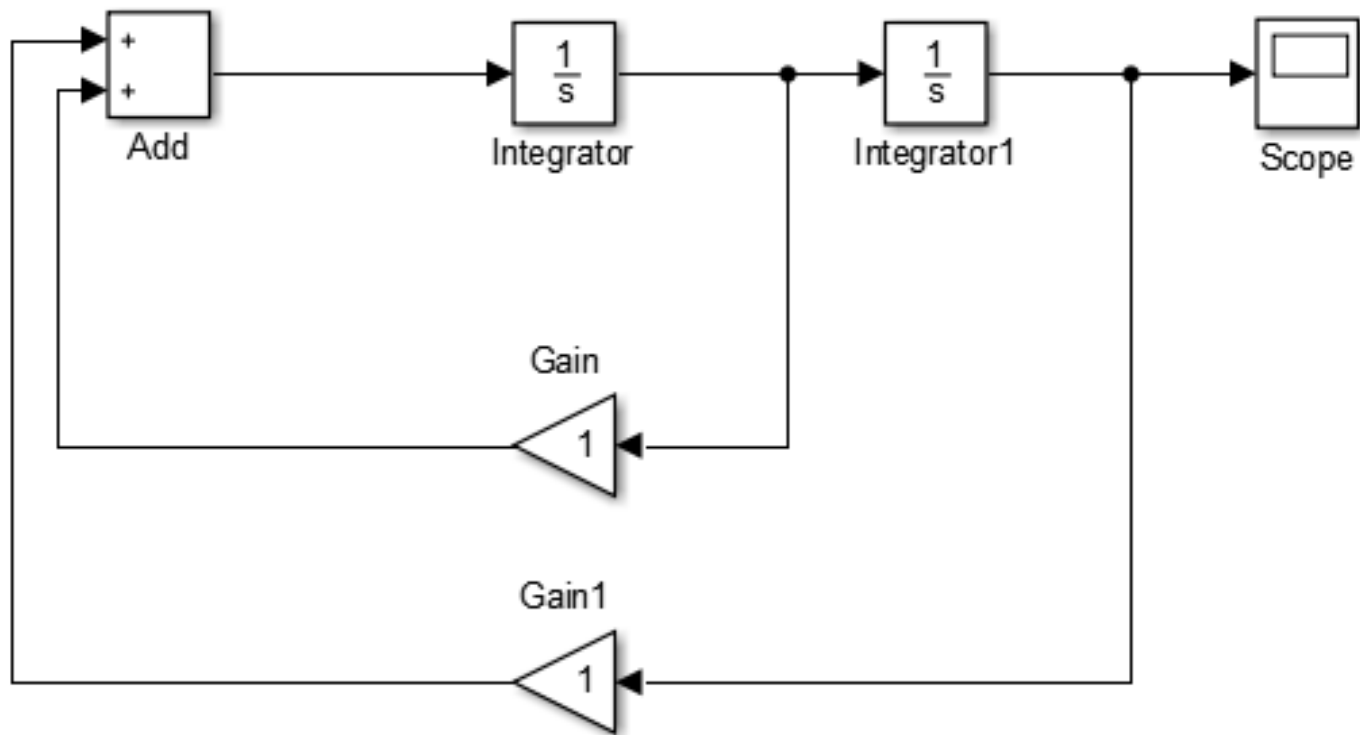 +
+
Add
1
s
Integrator
1
s
Integrator1
Scope
Gain
1
Gain1
1